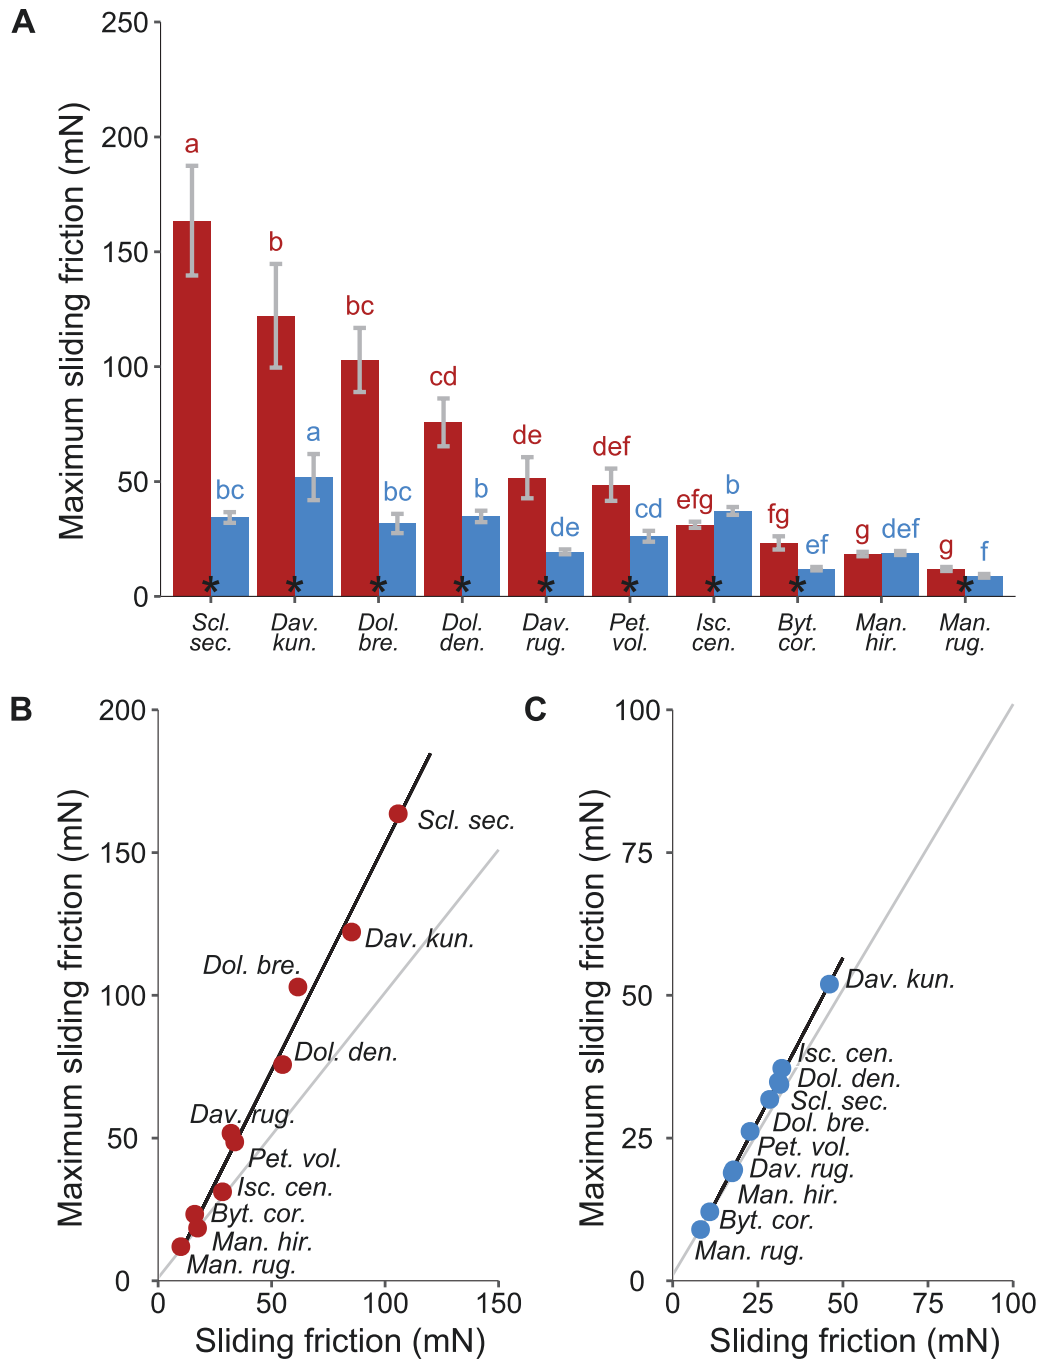 A
Maximum sliding friction (mN)
250
200
150
100
50
0
a
b
bc
cd
de
def
efg
fg
g
g
bc
a
bc
b
de
cd
b
ef
def
f
* * * * * * * * *
Scl. sec.
Dav. kun.
Dol. bre.
Dol. den.
Dav. rug.
Pet. vol.
Isc. cen.
Byt. cor.
Man. hir.
Man. rug.
B
Maximum sliding friction (mN)
200
150
100
50
0
Scl. sec.
Dav. kun.
Dol. bre.
Dol. den.
Dav. rug.
Pet. vol.
Isc. cen.
Byt. cor.
Man. hir.
Man. rug.
0 50 100 150
Sliding friction (mN)
C
Maximum sliding friction (mN)
100
75
50
25
0
Dav. kun.
Isc. cen.
Dol. den.
Scl. sec.
Dol. bre.
Pet. vol.
Dav. rug.
Man. hir.
Byt. cor.
Man. rug.
0 25 50 75 100
Sliding friction (mN)